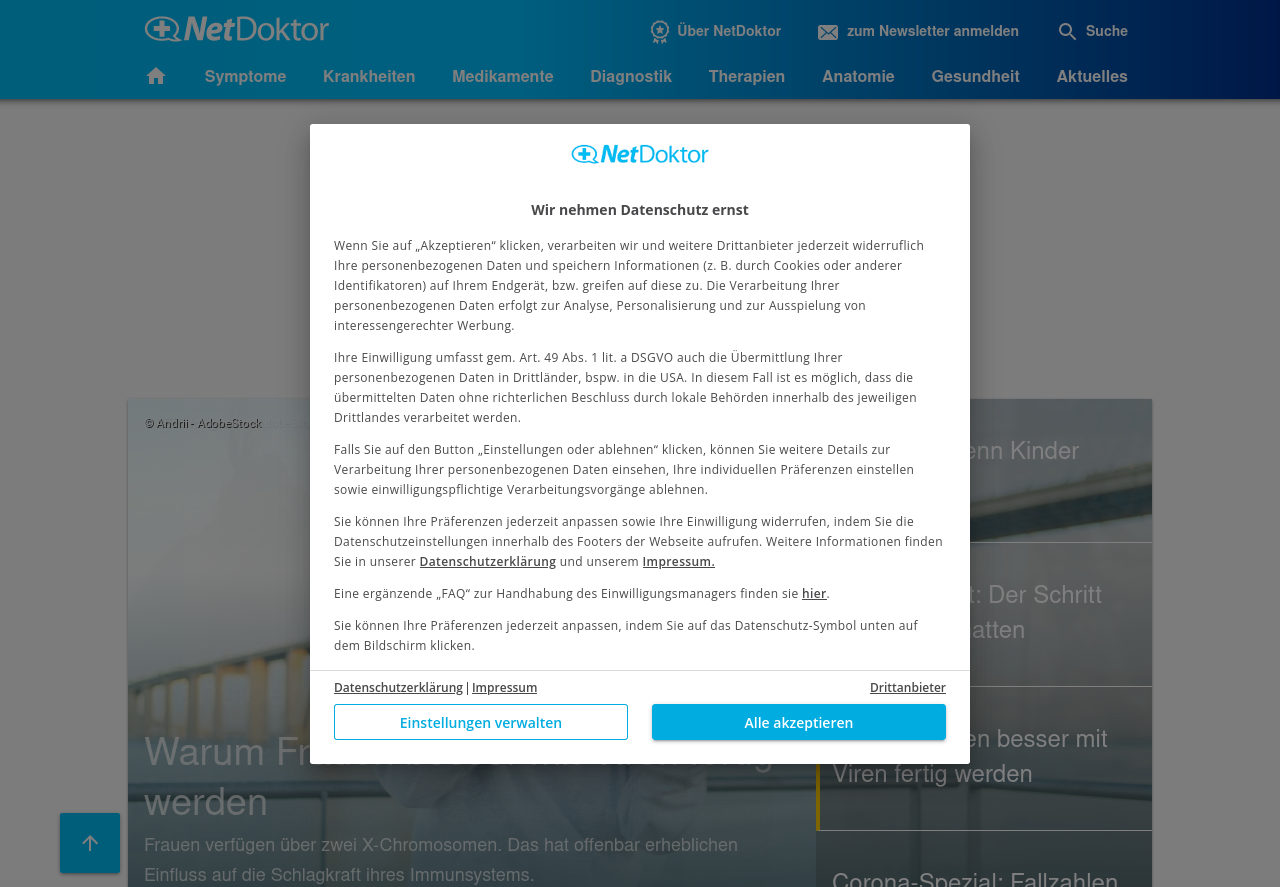 NetDoktor
Über NetDoktor
zum Newsletter anmelden
Suche
Symptome
Krankheiten
Medikamente
Diagnostik
Therapien
Anatomie
Gesundheit
Aktuelles
NetDoktor
Wir nehmen Datenschutz ernst
Wenn Sie auf „Akzeptieren“ klicken, verarbeiten wir und weitere Drittanbieter jederzeit widerruflich
Ihre personenbezogenen Daten und speichern Informationen (z. B. durch Cookies oder anderer
Identifikatoren) auf Ihrem Endgerät, bzw. greifen auf diese zu. Die Verarbeitung Ihrer
personenbezogenen Daten erfolgt zur Analyse, Personalisierung und zur Ausspielung von
interessengerechter Werbung.
Ihre Einwilligung umfasst gem. Art. 49 Abs. 1 lit. a DSGVO auch die Übermittlung Ihrer
personenbezogenen Daten in Drittländer, bspw. in die USA. In diesem Fall ist es möglich, dass die
übermittelten Daten ohne richterlichen Beschluss durch lokale Behörden innerhalb des jeweiligen
Drittlandes verarbeitet werden.
Falls Sie auf den Button „Einstellungen oder ablehnen“ klicken, können Sie weitere Details zur
Verarbeitung Ihrer personenbezogenen Daten einsehen, Ihre individuellen Präferenzen einstellen
sowie einwilligungspflichtige Verarbeitungsvorgänge ablehnen.
Sie können Ihre Präferenzen jederzeit anpassen sowie Ihre Einwilligung widerrufen, indem Sie die
Datenschutzeinstellungen innerhalb des Footers der Webseite aufrufen. Weitere Informationen finden
Sie in unserer Datenschutzerklärung und unserem Impressum.
Eine ergänzende „FAQ“ zur Handhabung des Einwilligungsmanagers finden sie hier.
Sie können Ihre Präferenzen jederzeit anpassen, indem Sie auf das Datenschutz-Symbol unten auf
dem Bildschirm klicken.
Datenschutzerklärung | Impressum
Drittanbieter
Einstellungen verwalten
Alle akzeptieren
© Andrii - AdobeStock
Warum
werden
Frauen verfügen über zwei X-Chromosomen. Das hat offenbar erheblichen
Einfluss auf die Schlagkraft ihres Immunsystems.
Kinder
: Der Schritt
besser mit
Viren fertig werden
Corona-Spezial: Fallzahlen